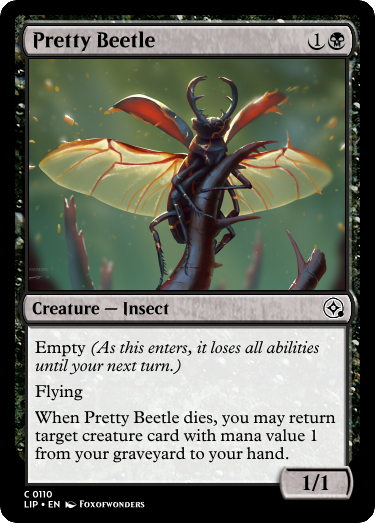 Pretty Beetle 1
Creature — Insect
Empty (As this enters, it loses all abilities
until your next turn.)
Flying
When Pretty Beetle dies, you may return
target creature card with mana value 1
from your graveyard to your hand.
1/1
C 0110
LIP • EN Foxofwonders